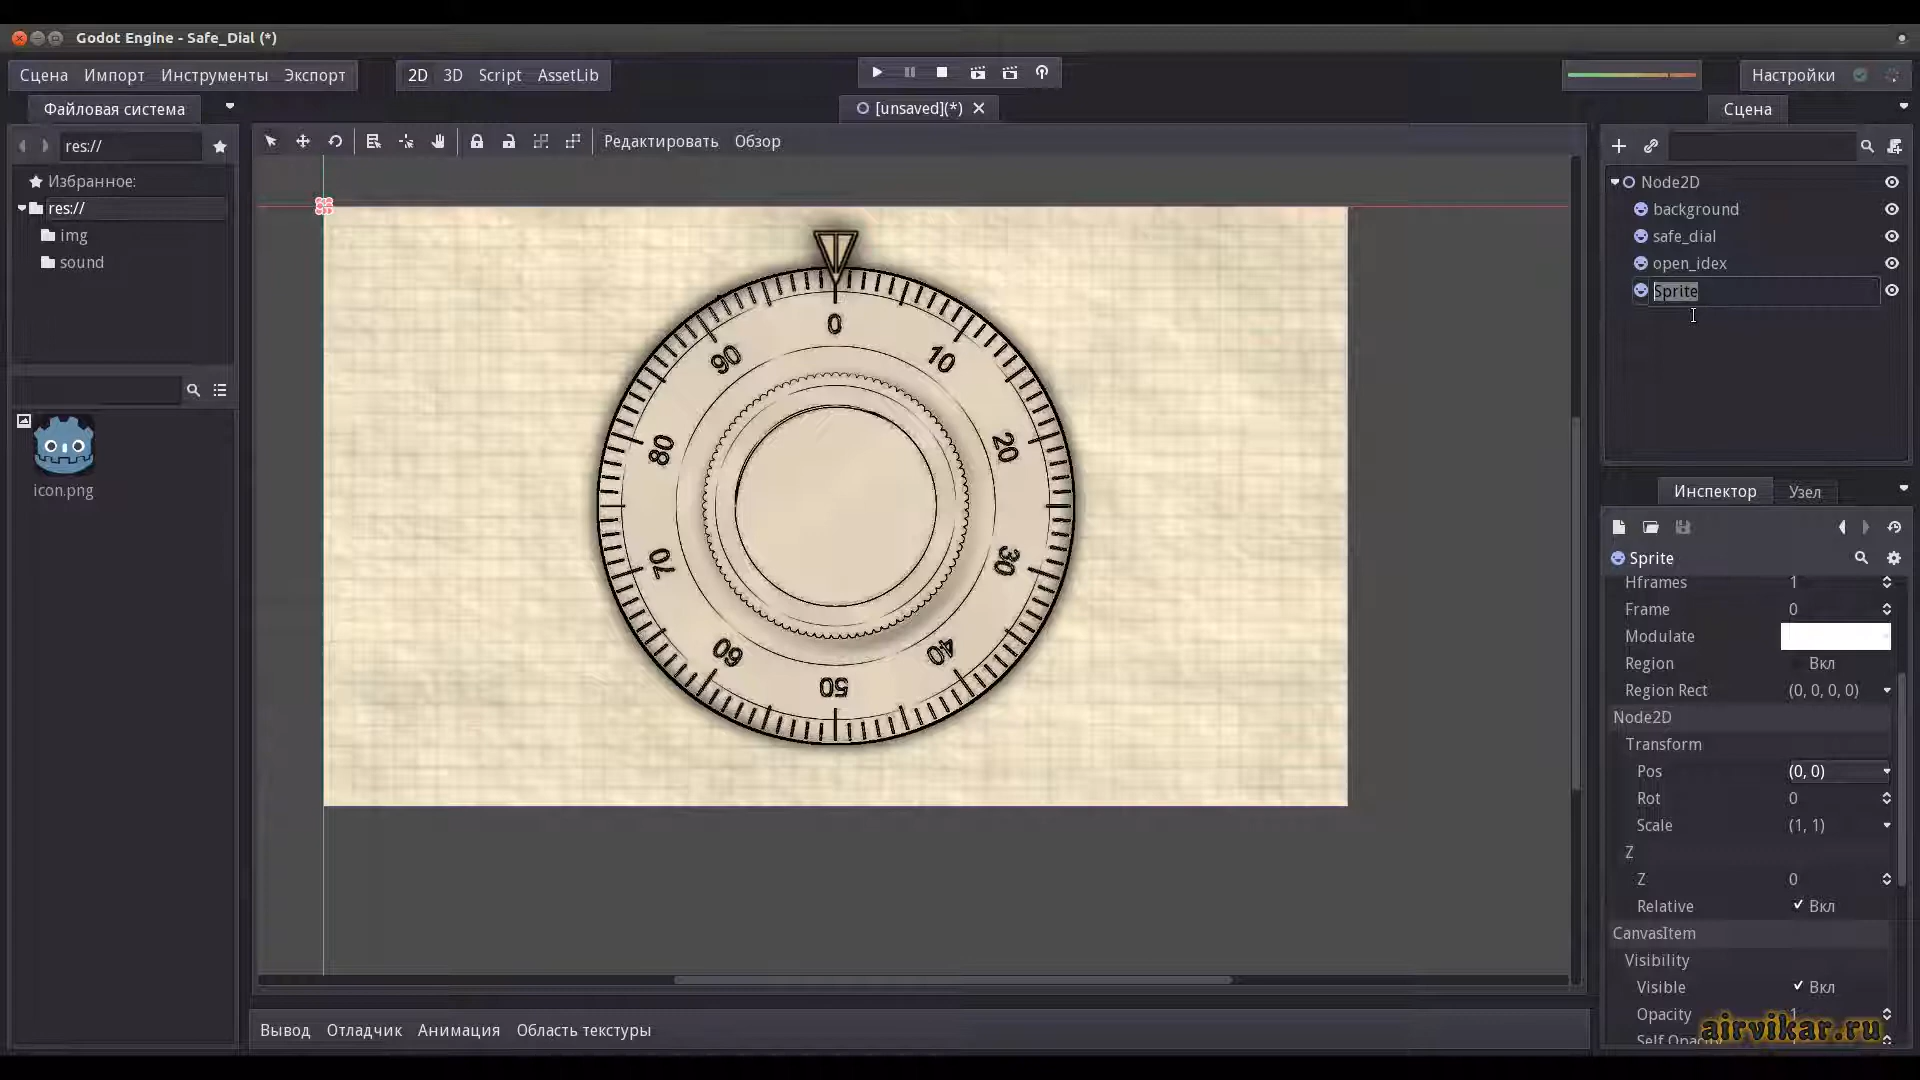 Godot Engine - Safe_Dial (*)
Сцена Импорт Инструменты Экспорт 2D 3D Script AssetLib Настройки
Файловая система [unsaved](*) Сцена
res:// Редактировать Обзор
Избранное: Node2D
res:// background
img safe_dial
sound open_idex
Sprite
0
10
20
30
40
50
60
70
80
90
icon.png
Инспектор Узел
Sprite
Hframes 1
Frame 0
Modulate
Region Вкл
Region Rect (0, 0, 0, 0)
Node2D
Transform
Pos (0, 0)
Rot 0
Scale (1, 1)
Z
Z 0
Relative Вкл
CanvasItem
Visibility
Visible Вкл
Opacity 1
Self Opacity
airvikar.ru
Вывод Отладчик Анимация Область текстуры